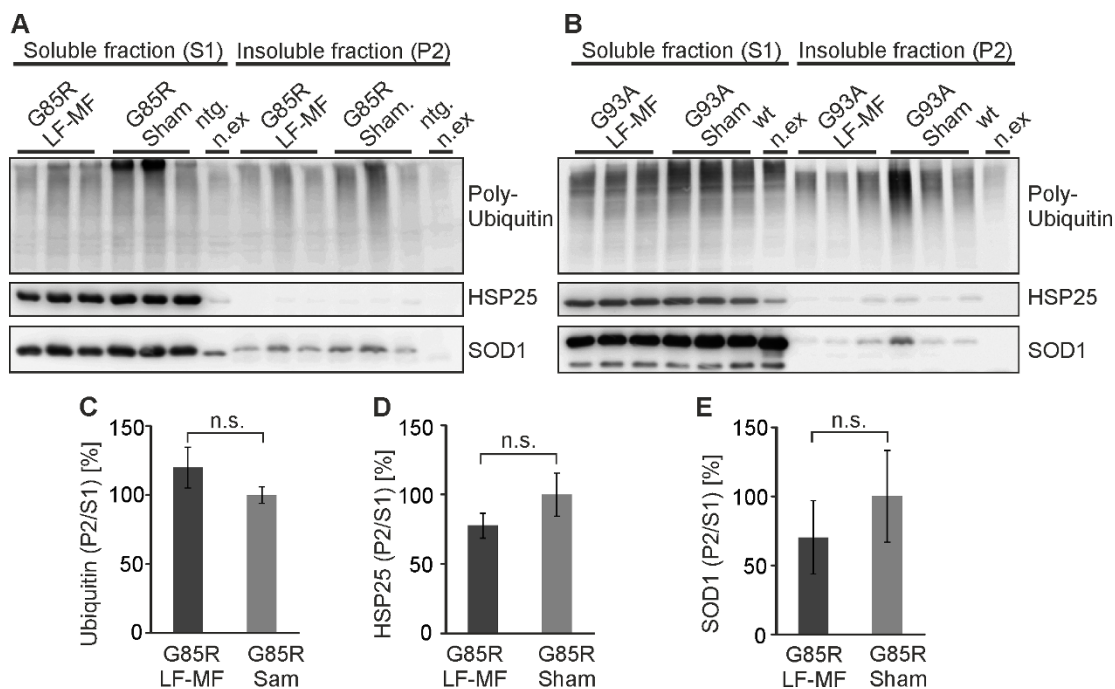 A
Soluble fraction (S1) Insoluble fraction (P2)
G85R LF-MF
G85R Sham
ntg. n.ex
G85R LF-MF
G85R Sham.
ntg. n.ex
Poly-
Ubiquitin
HSP25
SOD1
B
Soluble fraction (S1) Insoluble fraction (P2)
G93A LF-MF
G93A Sham
wt n.ex
G93A LF-MF
G93A Sham
wt n.ex
Poly-
Ubiquitin
HSP25
SOD1
C
Ubiquitin (P2/S1) [%]
150
100
50
0
n.s.
G85R LF-MF
G85R Sam
D
HSP25 (P2/S1) [%]
150
100
50
0
n.s.
G85R LF-MF
G85R Sham
E
SOD1 (P2/S1) [%]
150
100
50
0
n.s.
G85R LF-MF
G85R Sham